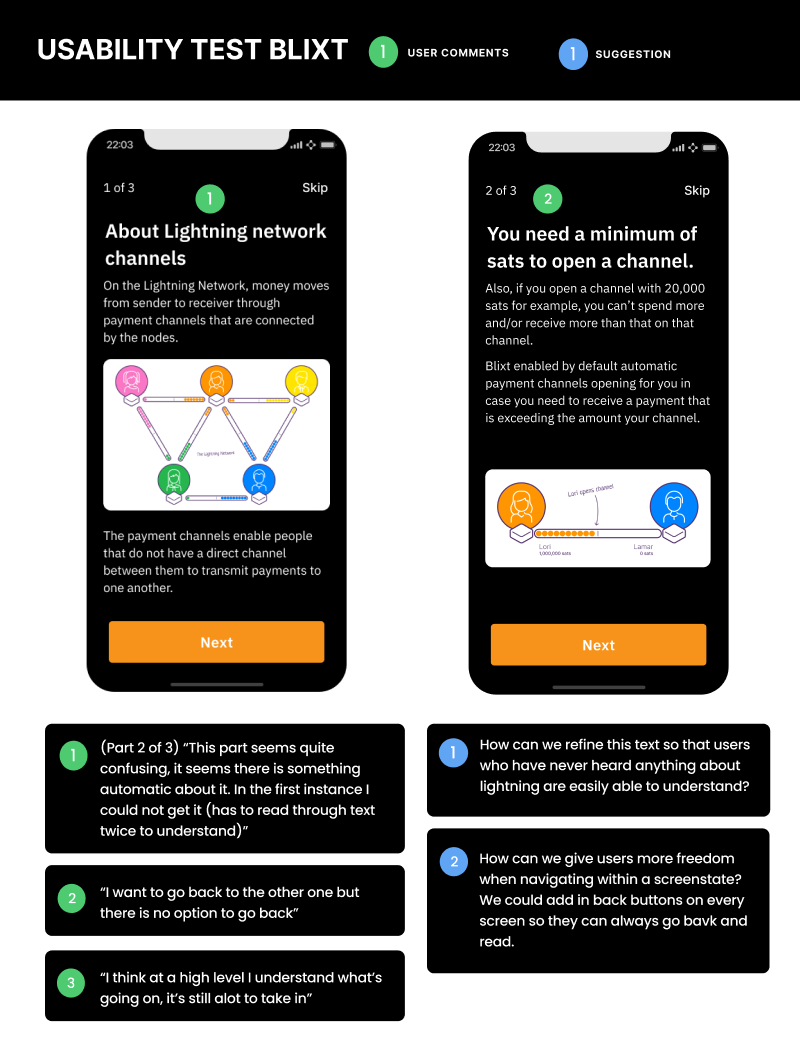 USABILITY TEST BLIXT
1 USER COMMENTS
1 SUGGESTION
22:03
1 of 3
1
Skip
About Lightning network
channels
On the Lightning Network, money moves
from sender to receiver through
payment channels that are connected
by the nodes.
The Lightning Network
The payment channels enable people
that do not have a direct channel
between them to transmit payments to
one another.
Next
22:03
2 of 3
2
Skip
You need a minimum of
sats to open a channel.
Also, if you open a channel with 20,000
sats for example, you can’t spend more
and/or receive more than that on that
channel.
Blixt enabled by default automatic
payment channels opening for you in
case you need to receive a payment that
is exceeding the amount your channel.
Lori opens channel
Lori
1,000,000 sats
Lamar
0 sats
Next
1
(Part 2 of 3) “This part seems quite
confusing, it seems there is something
automatic about it. In the first instance I
could not get it (has to read through text
twice to understand)”
2
“I want to go back to the other one but
there is no option to go back”
3
“I think at a high level I understand what’s
going on, it’s still alot to take in”
1
How can we refine this text so that users
who have never heard anything about
lightning are easily able to understand?
2
How can we give users more freedom
when navigating within a screenstate?
We could add in back buttons on every
screen so they can always go bavk and
read.